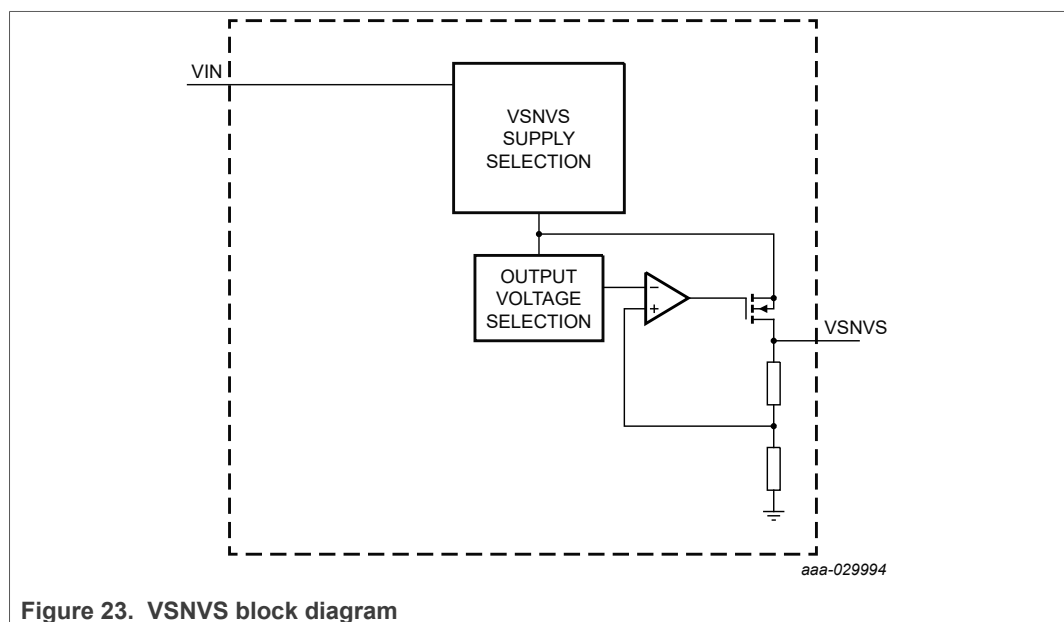 VIN
VSNVS
SUPPLY
SELECTION
OUTPUT
VOLTAGE
SELECTION
−
+
VSNVS
aaa-029994
Figure 23. VSNVS block diagram